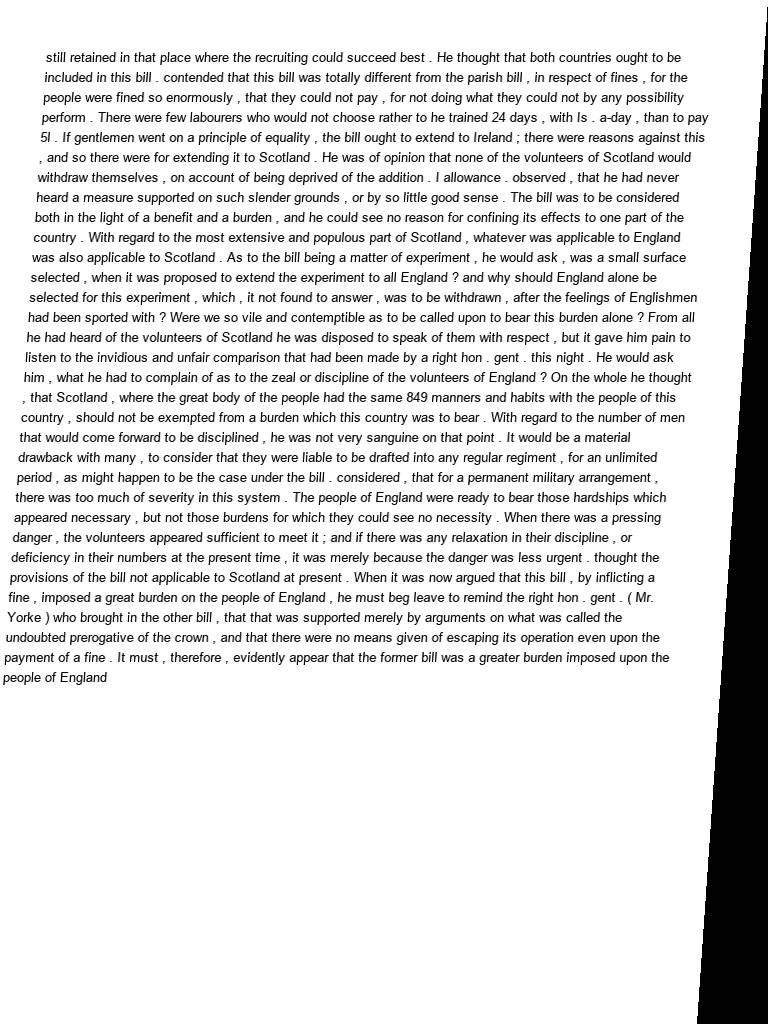 still retained in that place where the recruiting could succeed best . He thought that both countries ought to be
included in this bill . contended that this bill was totally different from the parish bill , in respect of fines , for the
people were fined so enormously , that they could not pay , for not doing what they could not by any possibility
perform . There were few labourers who would not choose rather to he trained 24 days , with Is . a-day , than to pay
5l . If gentlemen went on a principle of equality , the bill ought to extend to Ireland ; there were reasons against this
, and so there were for extending it to Scotland . He was of opinion that none of the volunteers of Scotland would
withdraw themselves , on account of being deprived of the addition . I allowance . observed , that he had never
heard a measure supported on such slender grounds , or by so little good sense . The bill was to be considered
both in the light of a benefit and a burden , and he could see no reason for confining its effects to one part of the
country . With regard to the most extensive and populous part of Scotland , whatever was applicable to England
was also applicable to Scotland . As to the bill being a matter of experiment , he would ask , was a small surface
selected , when it was proposed to extend the experiment to all England ? and why should England alone be
selected for this experiment , which , it not found to answer , was to be withdrawn , after the feelings of Englishmen
had been sported with ? Were we so vile and contemptible as to be called upon to bear this burden alone ? From all
he had heard of the volunteers of Scotland he was disposed to speak of them with respect , but it gave him pain to
listen to the invidious and unfair comparison that had been made by a right hon . gent . this night . He would ask
him , what he had to complain of as to the zeal or discipline of the volunteers of England ? On the whole he thought
, that Scotland , where the great body of the people had the same 849 manners and habits with the people of this
country , should not be exempted from a burden which this country was to bear . With regard to the number of men
that would come forward to be disciplined , he was not very sanguine on that point . It would be a material
drawback with many , to consider that they were liable to be drafted into any regular regiment , for an unlimited
period , as might happen to be the case under the bill . considered , that for a permanent military arrangement ,
there was too much of severity in this system . The people of England were ready to bear those hardships which
appeared necessary , but not those burdens for which they could see no necessity . When there was a pressing
danger , the volunteers appeared sufficient to meet it ; and if there was any relaxation in their discipline , or
deficiency in their numbers at the present time , it was merely because the danger was less urgent . thought the
provisions of the bill not applicable to Scotland at present . When it was now argued that this bill , by inflicting a
fine , imposed a great burden on the people of England , he must beg leave to remind the right hon . gent . ( Mr.
Yorke ) who brought in the other bill , that that was supported merely by arguments on what was called the
undoubted prerogative of the crown , and that there were no means given of escaping its operation even upon the
payment of a fine . It must , therefore , evidently appear that the former bill was a greater burden imposed upon the
people of England